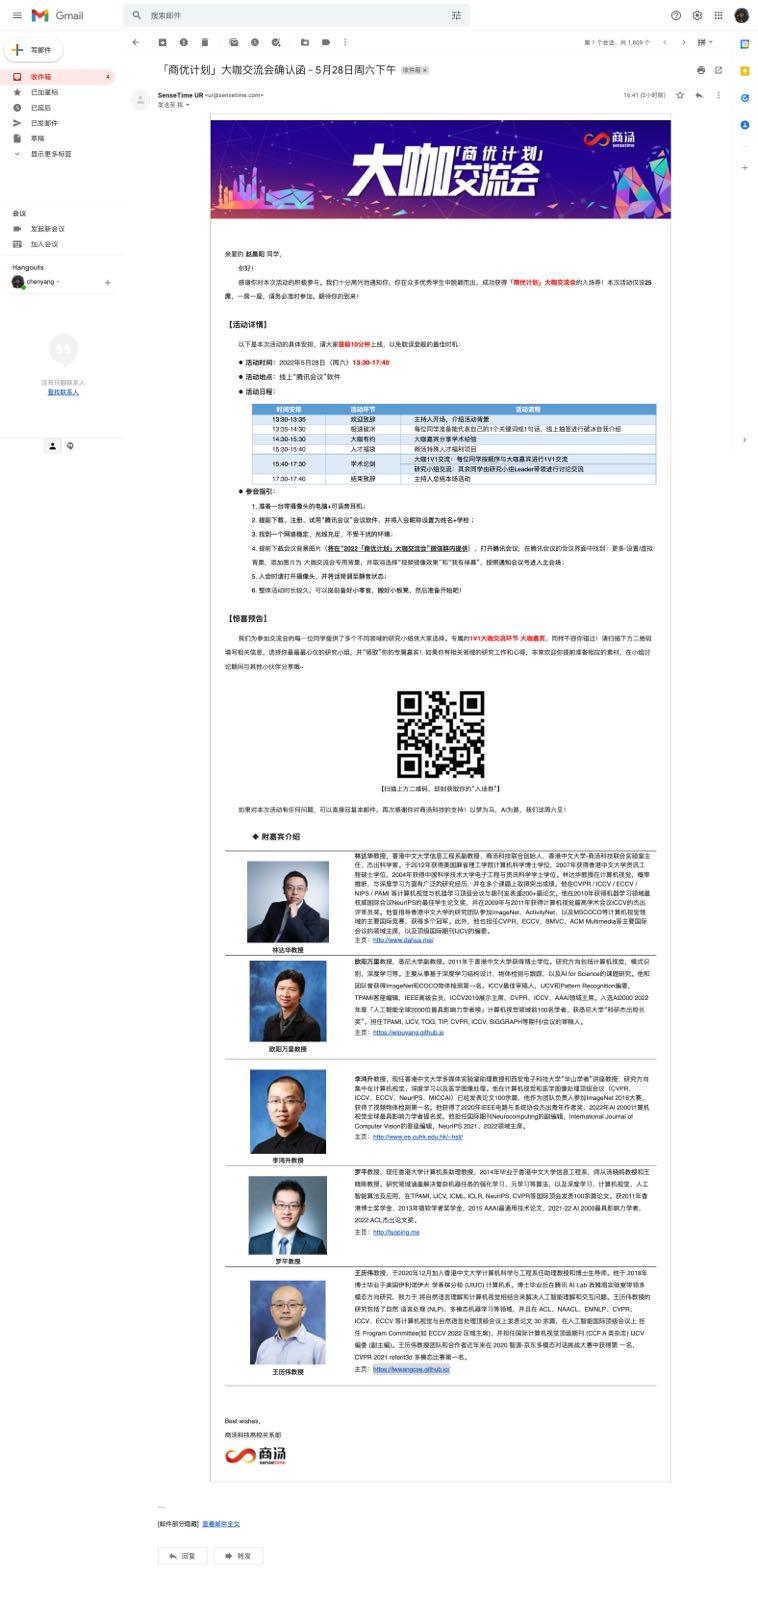 Gmail
搜索邮件
写邮件
第 1 个会话，共 1,809 个
拼
收件箱
4
已加星标
已延后
已发邮件
草稿
显示更多标签
会议
发起新会议
加入会议
Hangouts
chenyang
没有环聊联系人
查找联系人
「商优计划」大咖交流会确认函 - 5月28日周六下午
收件箱 ×
SenseTime UR <ur@sensetime.com>
发送至 我
16:41 (2小时前)
大咖「商优计划」交流会
商汤
sensetime
亲爱的 赵晨阳 同学，
你好！
感谢你对本次活动的积极参与。我们十分高兴地通知你，你在众多优秀学生中脱颖而出，成功获得「商优计划」大咖交流会的入场券！本次活动仅设25
席，一席一座，请务必准时参加。期待你的到来！
【活动详情】
以下是本次活动的具体安排，请大家提前10分钟上线，以免耽误登舰的最佳时机：
● 活动时间：2022年5月28日（周六）13:30-17:40
● 活动地点：线上“腾讯会议”软件
● 活动日程：
时间安排 活动环节 活动流程
13:30-13:35 欢迎致辞 主持人开场，介绍活动背景
13:35-14:30 极速破冰 每位同学准备能代表自己的1个关键词或1句话，线上抽签进行破冰自我介绍
14:30-15:30 大咖有约 大咖嘉宾分享学术经验
15:30-15:40 人才福袋 商汤特殊人才福利项目
15:40-17:30 学术论剑 大咖1V1交流：每位同学按顺序与大咖嘉宾进行1V1交流
研究小组交流：其余同学由研究小组Leader带领进行讨论交流
17:30-17:40 结束致辞 主持人总结本场活动
● 参会指引：
1. 准备一台带摄像头的电脑+可语音耳机；
2. 提前下载、注册、试用“腾讯会议”会议软件，并将入会昵称设置为姓名+学校；
3. 找到一个网络稳定、光线充足、不受干扰的环境；
4. 提前下载会议背景图片（将在“2022「商优计划」大咖交流会”微信群内提供），打开腾讯会议，在腾讯会议的会议界面中找到：更多-设置/虚拟
背景，添加图片为 大咖交流会专用背景，并取消选择“视频镜像效果”和“我有绿幕”，按照通知会议号进入主会场；
5. 入会时请打开摄像头，并将话筒调至静音状态；
6. 整体活动时长较久，可以提前备好小零食，搬好小板凳，然后准备开始吧！
【惊喜预告】
我们为参加交流会的每一位同学提供了多个不同领域的研究小组供大家选择。专属的1V1大咖交流环节 大咖嘉宾，同样不容你错过！请扫描下方二维码
填写相关信息，选择你最最最心仪的研究小组，并“领取”你的专属嘉宾！如果你有相关领域的研究工作和心得，非常欢迎你提前准备相应的素材，在小组讨
论期间与其他小伙伴分享哦~
【扫描上方二维码，即刻获取你的“入场券”】
如果对本次活动有任何问题，可以直接回复本邮件。再次感谢你对商汤科技的支持！以梦为马，AI为最，我们这周六见！
◆ 附嘉宾介绍
林达华教授，香港中文大学信息工程系副教授，商汤科技联合创始人，香港中文大学-商汤科技联合实验室主
任、杰出科学家。于2012年获得美国麻省理工学院计算机科学博士学位，2007年获得香港中文大学资讯工
程硕士学位，2004年获得中国科学技术大学电子工程与资讯科学学士学位。林达华教授在计算机视觉、概率
推断、与深度学习方面有广泛的研究经历，并在多个课题上取得突出成绩。他在CVPR / ICCV / ECCV /
NIPS / PAMI 等计算机视觉与机器学习顶级会议与期刊发表逾200+篇论文。他在2010年获得机器学习领域最
权威国际会议NeurIPS的最佳学生论文奖，并在2009年与2011年获得计算机视觉最高学术会议ICCV的杰出
评审员奖。他曾指导香港中文大学的研究团队参加ImageNet、ActivityNet、以及MSCOCO等计算机视觉领
域的主要国际竞赛，获得多个冠军。此外，他也担任CVPR、ECCV、BMVC、ACM Multimedia等主要国际
会议的领域主席，以及顶级国际期刊IJCV的编委。
主页：http://www.dahua.me/
林达华教授
欧阳万里教授，悉尼大学副教授。2011年于香港中文大学获得博士学位。研究方向包括计算机视觉、模式识
别、深度学习等。主要从事基于深度学习结构设计、物体检测与跟踪、以及AI for Science的课题研究。他和
团队曾获得ImageNet和COCO物体检测第一名。ICCV最佳审稿人，IJCV和Pattern Recognition编委，
TPAMI客座编辑，IEEE高级会员，ICCV2019展示主席，CVPR、ICCV、AAAI领域主席。入选AI2000 2022
年度「人工智能全球2000位最具影响力学者榜」计算机视觉领域前100名学者，获悉尼大学“科研杰出校长
奖”。担任TPAMI, IJCV, TOG, TIP, CVPR, ICCV, SIGGRAPH等期刊/会议的审稿人。
主页：https://wlouyang.github.io
欧阳万里教授
李鸿升教授，现任香港中文大学多媒体实验室助理教授和西安电子科技大学“华山学者”讲座教授，研究方向
集中在计算机视觉、深度学习以及医学图像处理。他在计算机视觉和医学图像处理顶级会议（CVPR、
ICCV、ECCV、NeurIPS、MICCAI）已经发表论文100余篇，他作为团队负责人参加ImageNet 2016大赛，
获得了视频物体检测第一名。他获得了2020年IEEE电路与系统协会杰出青年作者奖，2022年AI 2000计算机
视觉全球最具影响力学者提名奖。他担任国际期刊Neurocomputing的副编辑，International Journal of
Computer Vision的客座编辑，NeurIPS 2021、2022领域主席。
主页：http://www.ee.cuhk.edu.hk/~hsli/
李鸿升教授
罗平教授，现任香港大学计算机系助理教授，2014年毕业于香港中文大学信息工程系，师从汤晓鸥教授和王
晓刚教授。研究领域涵盖解决复杂机器任务的强化学习、元学习等算法，以及深度学习、计算机视觉、人工
智能算法及应用，在TPAMI, IJCV, ICML, ICLR, NeurIPS, CVPR等国际顶会发表100余篇论文。获2011年香
港博士奖学金，2013年微软学者奖学金，2015 AAAI最通用技术论文，2021-22 AI 2000最具影响力学者，
2022 ACL杰出论文奖。
主页：http://luoping.me
罗平教授
王历伟教授，于2020年12月加入香港中文大学计算机科学与工程系任助理教授和博士生导师。他于 2018年
博士毕业于美国伊利诺伊大 学香槟分校 (UIUC) 计算机系。博士毕业后在腾讯 AI Lab 西雅图实验室带领多
模态方向研究，致力于 将自然语言理解和计算机视觉相结合来解决人工智能理解和交互问题。王历伟教授的
研究包括了自然 语言处理 (NLP)、多模态机器学习等领域，并且在 ACL、NAACL、EMNLP、CVPR、
ICCV、ECCV 等计算机视觉与自然语言处理顶级会议上发表论文 30 余篇，在人工智能国际顶级会议上 担
任 Program Committee(如 ECCV 2022 区域主席)，并担任国际计算机视觉顶级期刊 (CCF A 类杂志) IJCV
编委 (副主编)。王历伟教授团队和合作者近年来在 2020 智源-京东多模态对话挑战大赛中获得第 一名，
CVPR 2021 referit3d 多模态比赛第一名。
主页：https://lwwangcse.github.io/
王历伟教授
Best wishes,
商汤科技高校关系部
商汤
sensetime
...
[邮件部分隐藏] 查看邮件全文
回复
转发